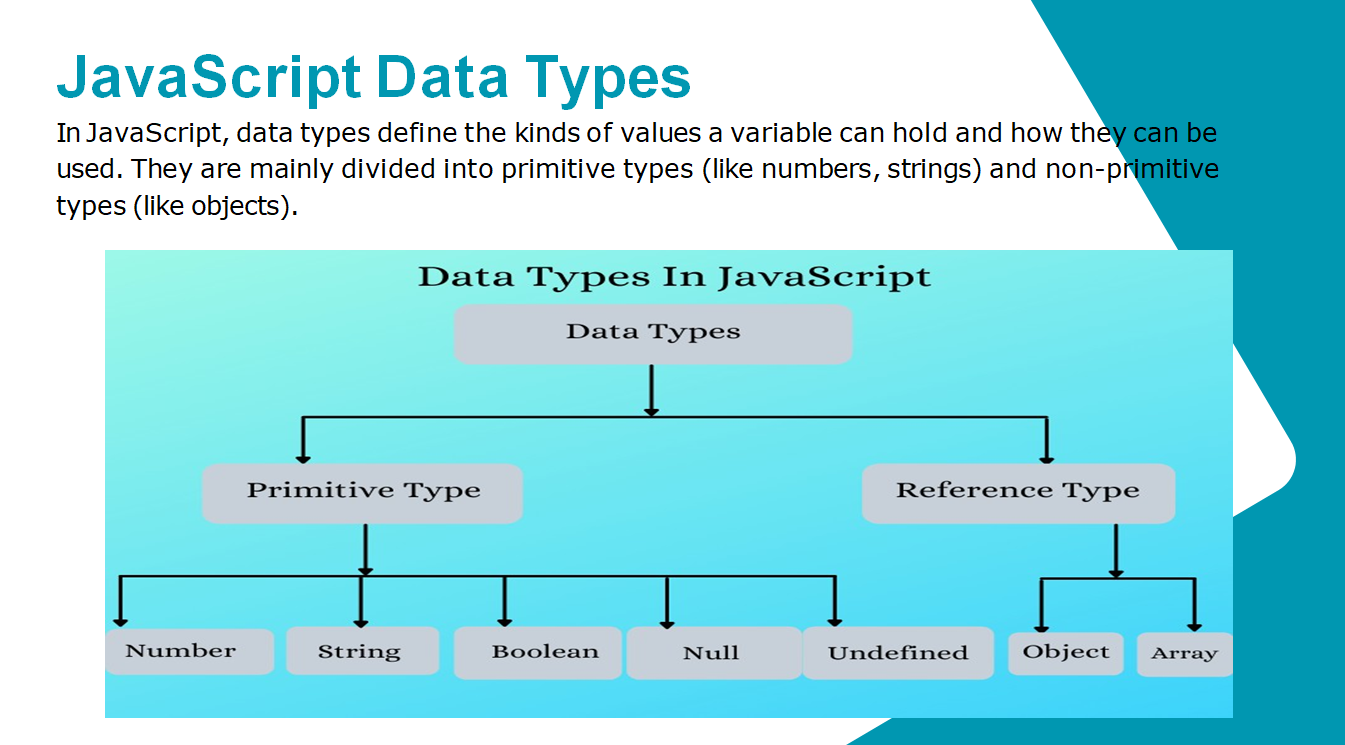 JavaScript Data Types
In JavaScript, data types define the kinds of values a variable can hold and how they can be
used. They are mainly divided into primitive types (like numbers, strings) and non-primitive
types (like objects).
Data Types In JavaScript
Data Types
Primitive Type
Reference Type
Number
String
Boolean
Null
Undefined
Object
Array